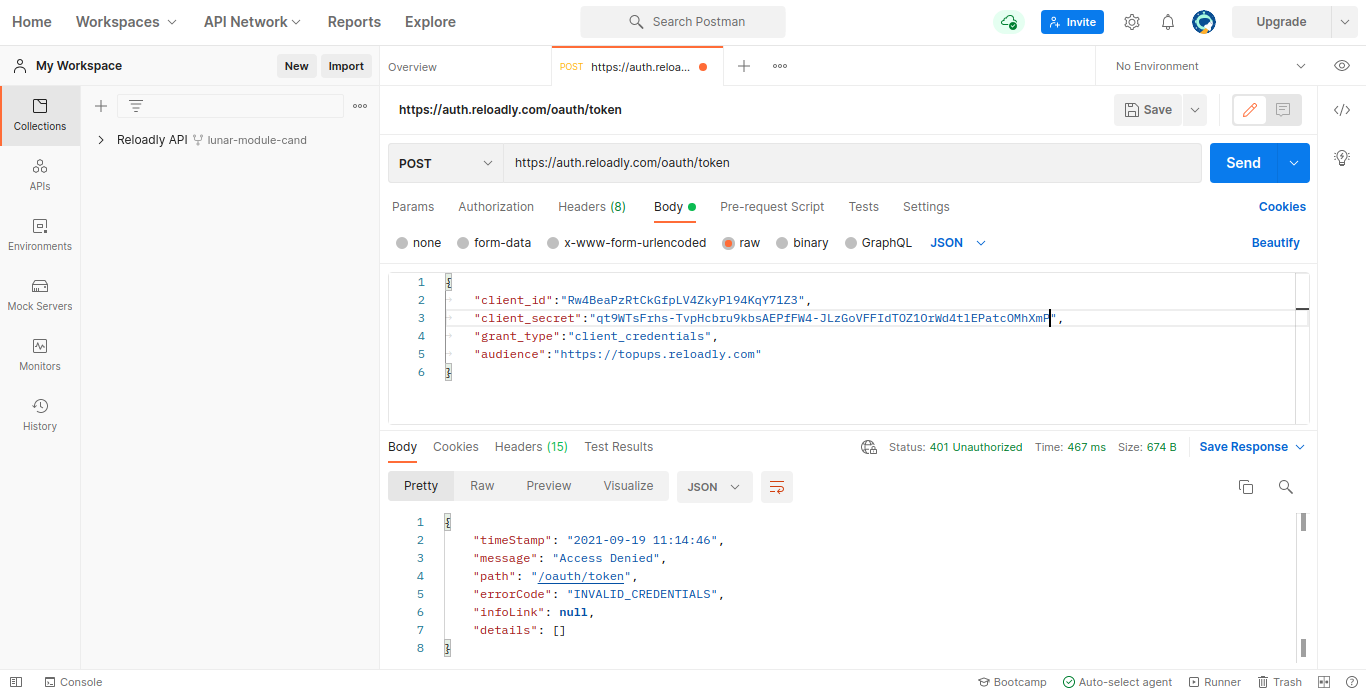 Home Workspaces API Network Reports Explore Search Postman Invite Upgrade
My Workspace New Import Overview POST https://auth.reloa... No Environment
Collections
APIs
Environments
Mock Servers
Monitors
History
Reloadly API lunar-module-cand
https://auth.reloadly.com/oauth/token Save
POST https://auth.reloadly.com/oauth/token Send
Params Authorization Headers (8) Body Pre-request Script Tests Settings Cookies
none form-data x-www-form-urlencoded raw binary GraphQL JSON Beautify
1 {
2 "client_id":"Rw4BeaPzRtCkGfpLV4ZkyPl94KqY71Z3",
3 "client_secret":"qt9WTsFrhs-TvpHcbru9kbsAEPfFW4-JLzGoVFFIdTOZ1OrWd4tlEPatcOMhXmP",
4 "grant_type":"client_credentials",
5 "audience":"https://topups.reloadly.com"
6 }
Body Cookies Headers (15) Test Results Status: 401 Unauthorized Time: 467 ms Size: 674 B Save Response
Pretty Raw Preview Visualize JSON
1 {
2 "timeStamp": "2021-09-19 11:14:46",
3 "message": "Access Denied",
4 "path": "/oauth/token",
5 "errorCode": "INVALID_CREDENTIALS",
6 "infoLink": null,
7 "details": []
8 }
Console Bootcamp Auto-select agent Runner Trash